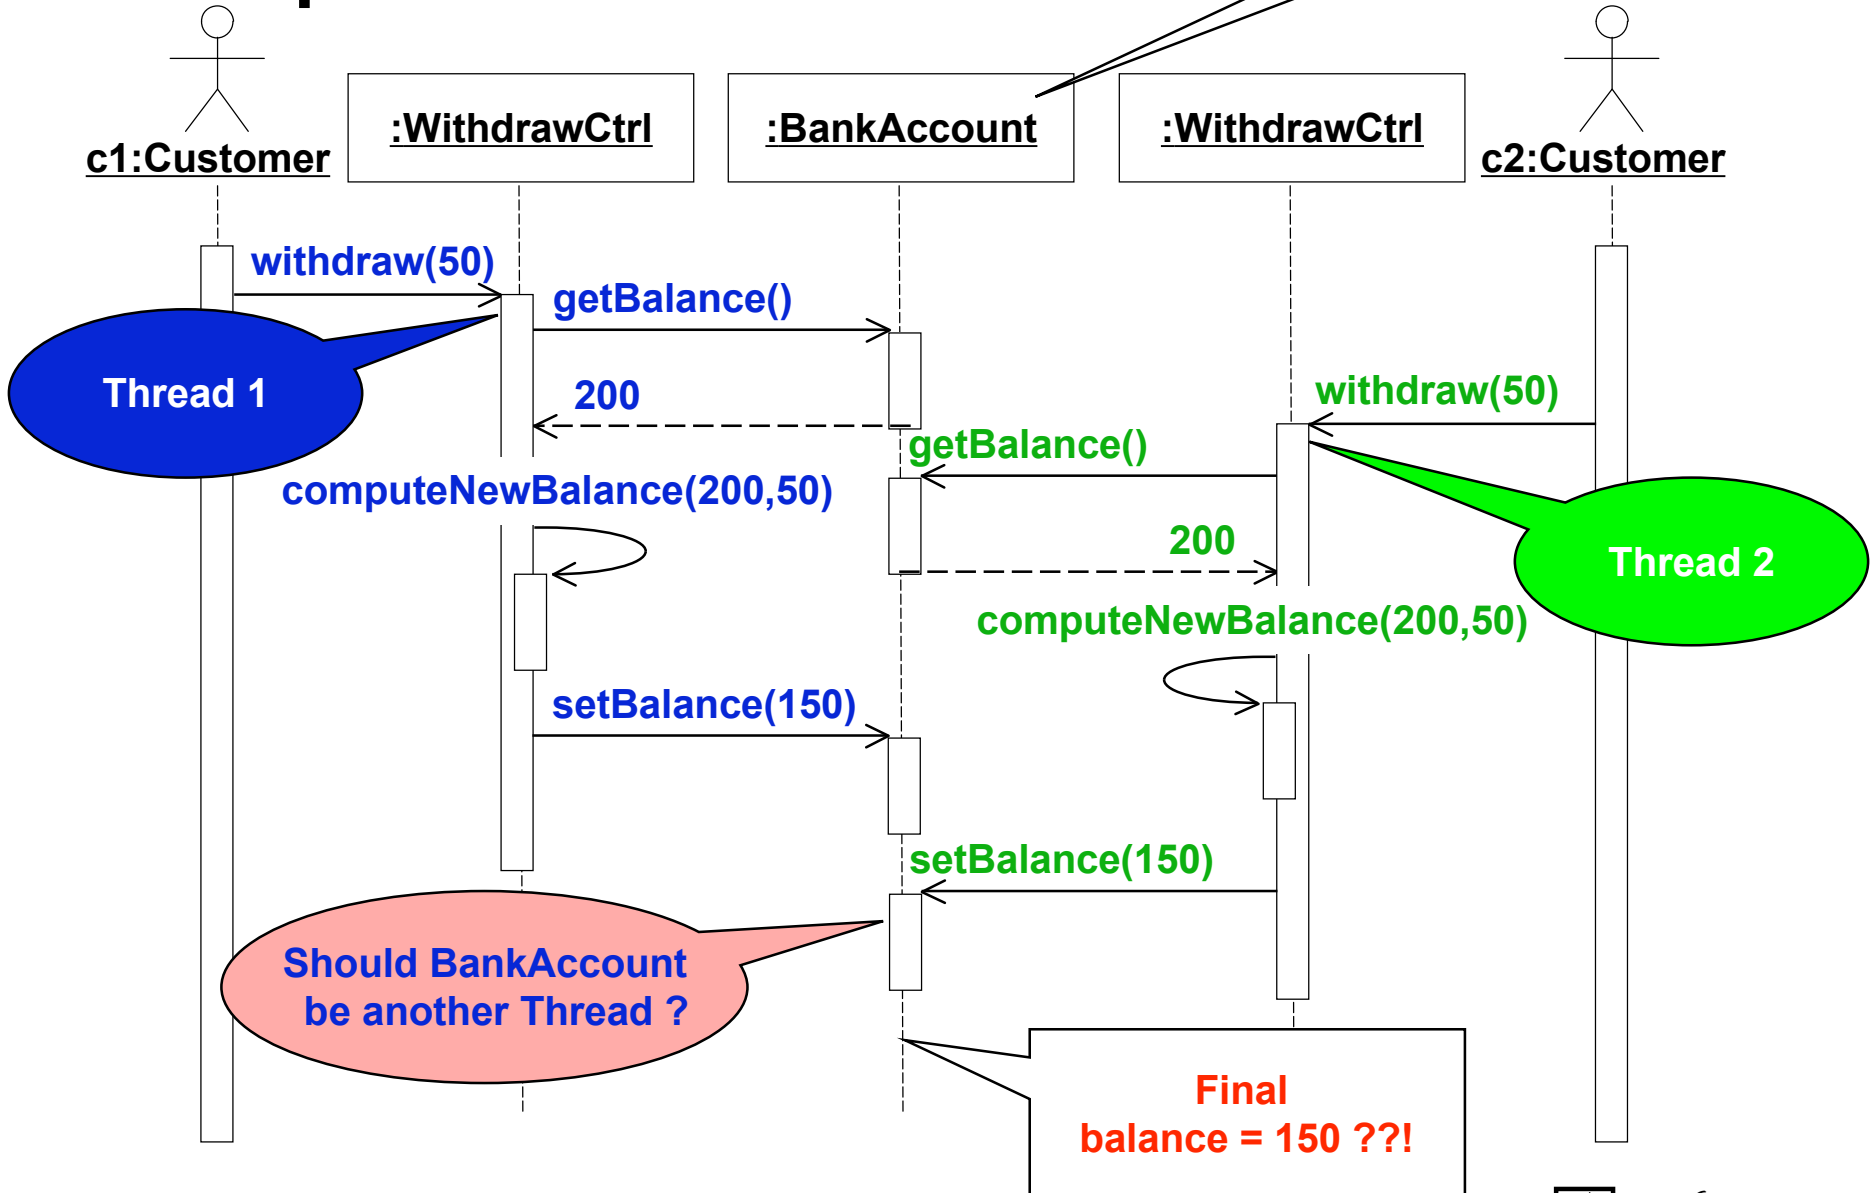 c1:Customer
:WithdrawCtrl
:BankAccount
:WithdrawCtrl
c2:Customer
withdraw(50)
getBalance()
Thread 1
200
withdraw(50)
getBalance()
computeNewBalance(200,50)
200
Thread 2
computeNewBalance(200,50)
setBalance(150)
setBalance(150)
Should BankAccount
be another Thread ?
Final
balance = 150 ??!